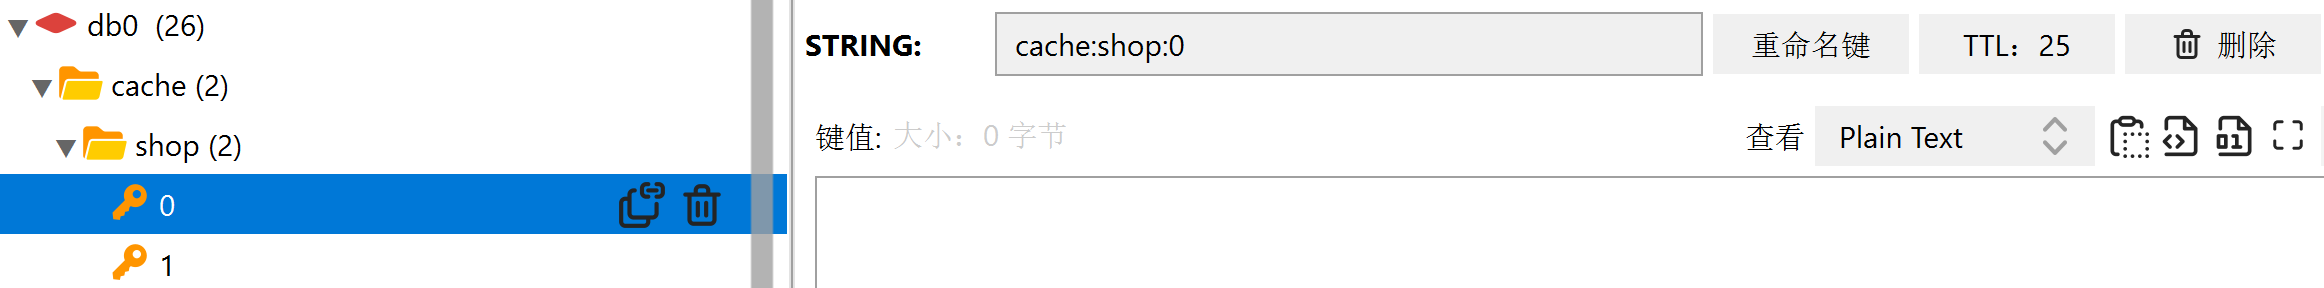 db0 (26)
cache (2)
shop (2)
0
1
STRING: cache:shop:0 重命名键 TTL：25 删除
键值: 大小：0 字节 查看 Plain Text